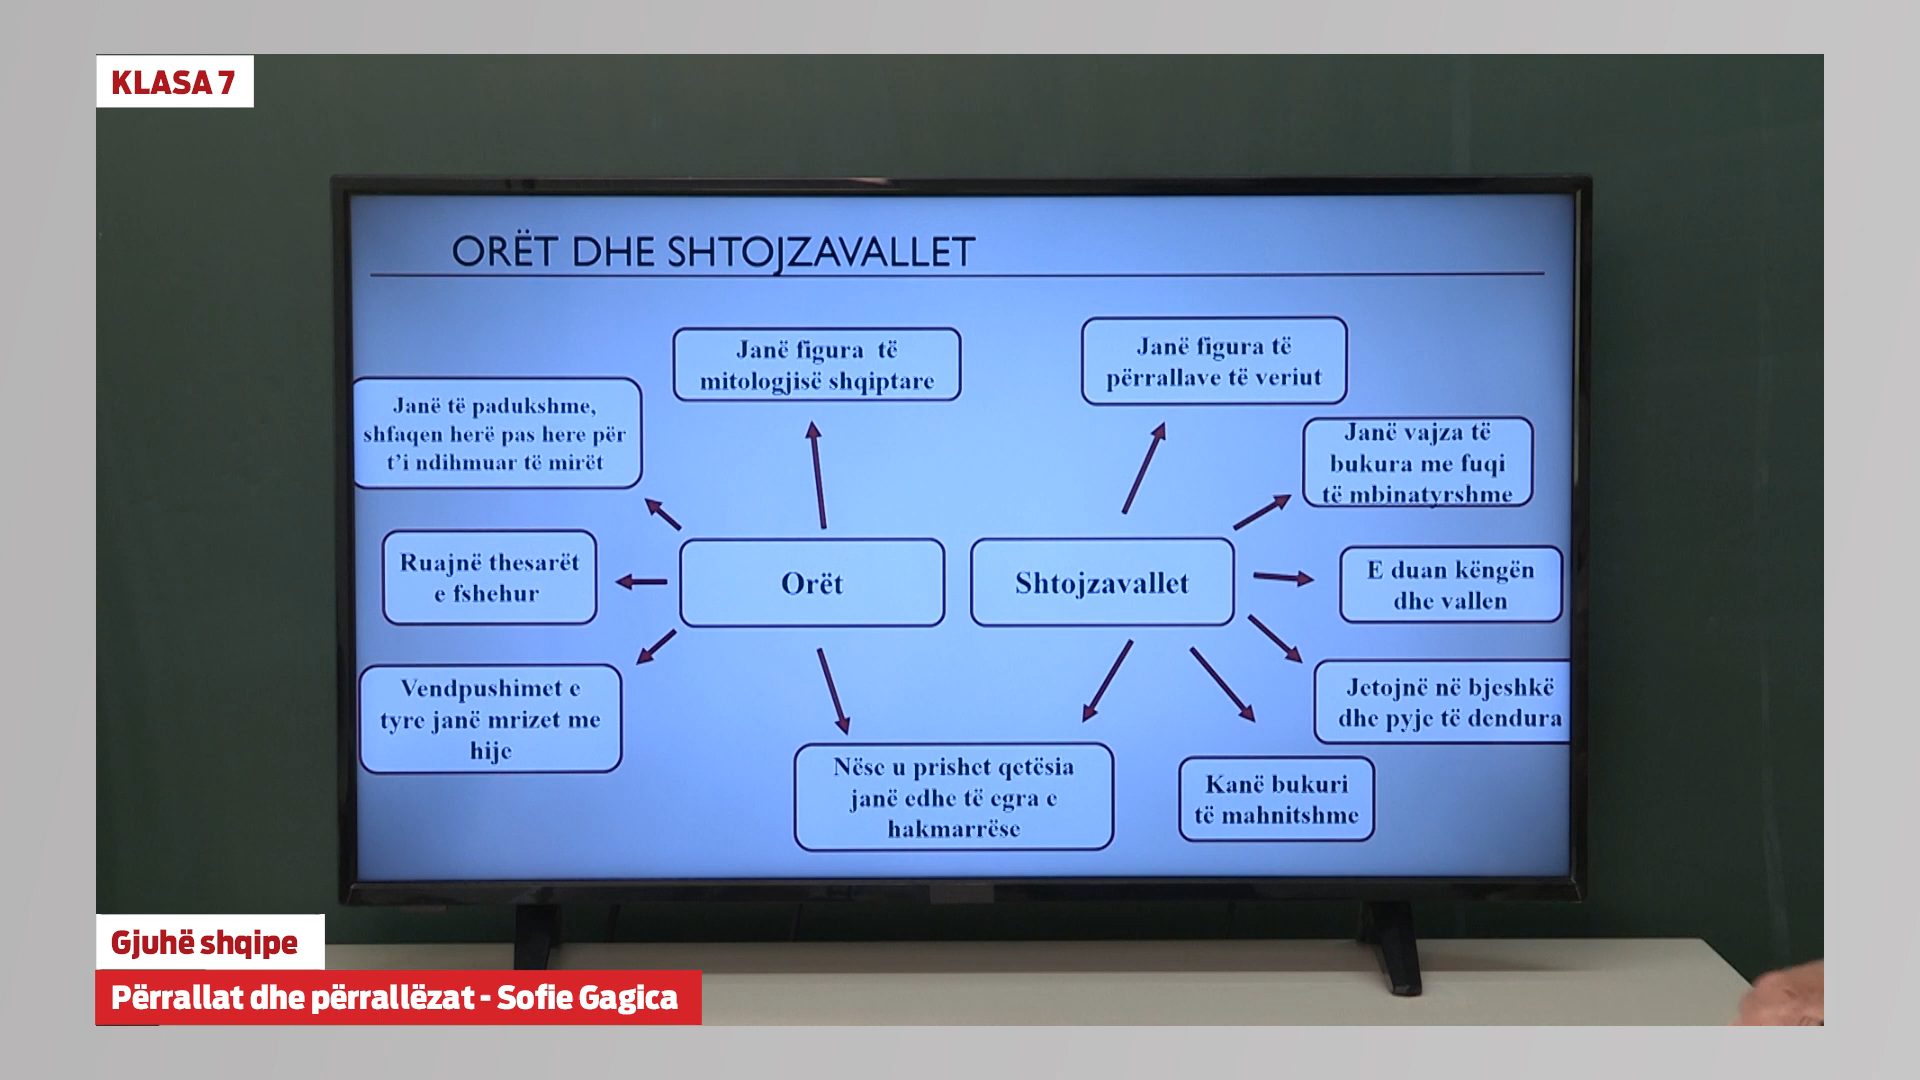 KLASA 7
ORËT DHE SHTOJZAVALLET
Janë figura të
mitologjisë shqiptare
Janë figura të
përrallave të veriut
Janë të padukshme,
shfaqen herë pas here për
t’i ndihmuar të mirët
Janë vajza të
bukura me fuqi
të mbinatyrshme
Ruajnë thesarët
e fshehur
Orët
Shtojzavallet
E duan këngën
dhe vallen
Vendpushimet e
tyre janë mrizet me
hije
Jetojnë në bjeshkë
dhe pyje të dendura
Nëse u prishet qetësia
janë edhe të egra e
hakmarrëse
Kanë bukuri
të mahnitshme
Gjuhë shqipe
Përrallat dhe përrallëzat - Sofie Gagica